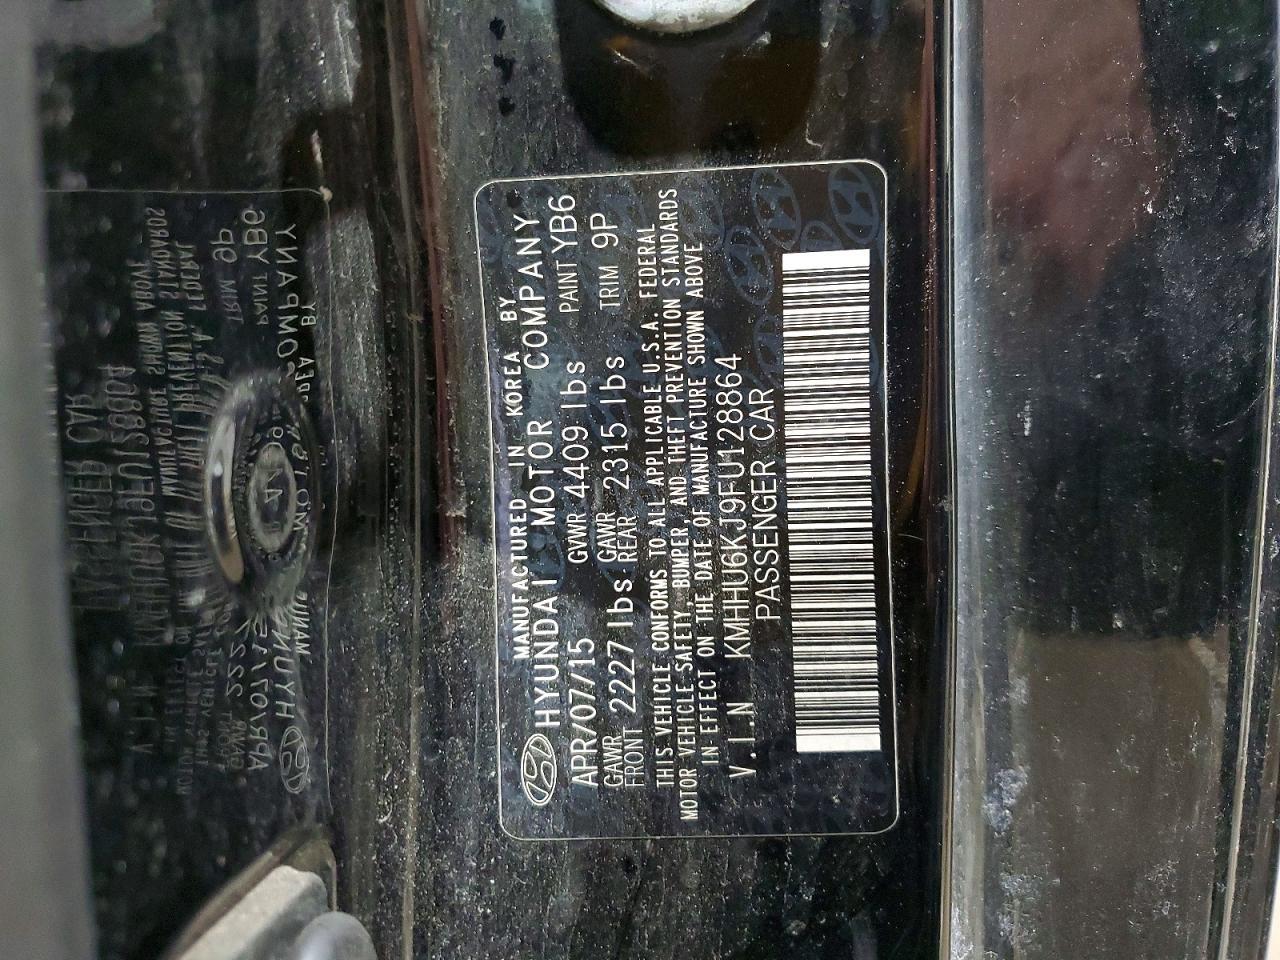 MANUFACTURED IN KOREA BY
HYUNDAI MOTOR COMPANY
APR/07/15 GVWR 4409 lbs PAINT YB6
GAWR FRONT 2227 lbs GAWR REAR 2315 lbs TRIM 9P
THIS VEHICLE CONFORMS TO ALL APPLICABLE U.S.A. FEDERAL
MOTOR VEHICLE SAFETY, BUMPER, AND THEFT PREVENTION STANDARDS
IN EFFECT ON THE DATE OF MANUFACTURE SHOWN ABOVE
V.I.N KMHHU6KJ9FU128864
PASSENGER CAR